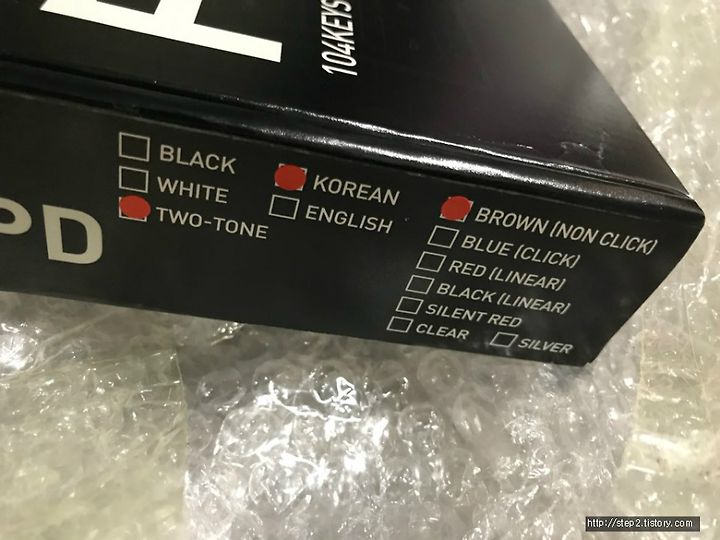 104KEYS
PD
BLACK
WHITE
TWO-TONE
KOREAN
ENGLISH
BROWN (NON CLICK)
BLUE (CLICK)
RED (LINEAR)
BLACK (LINEAR)
SILENT RED
CLEAR
SILVER
http://step2.tistory.com